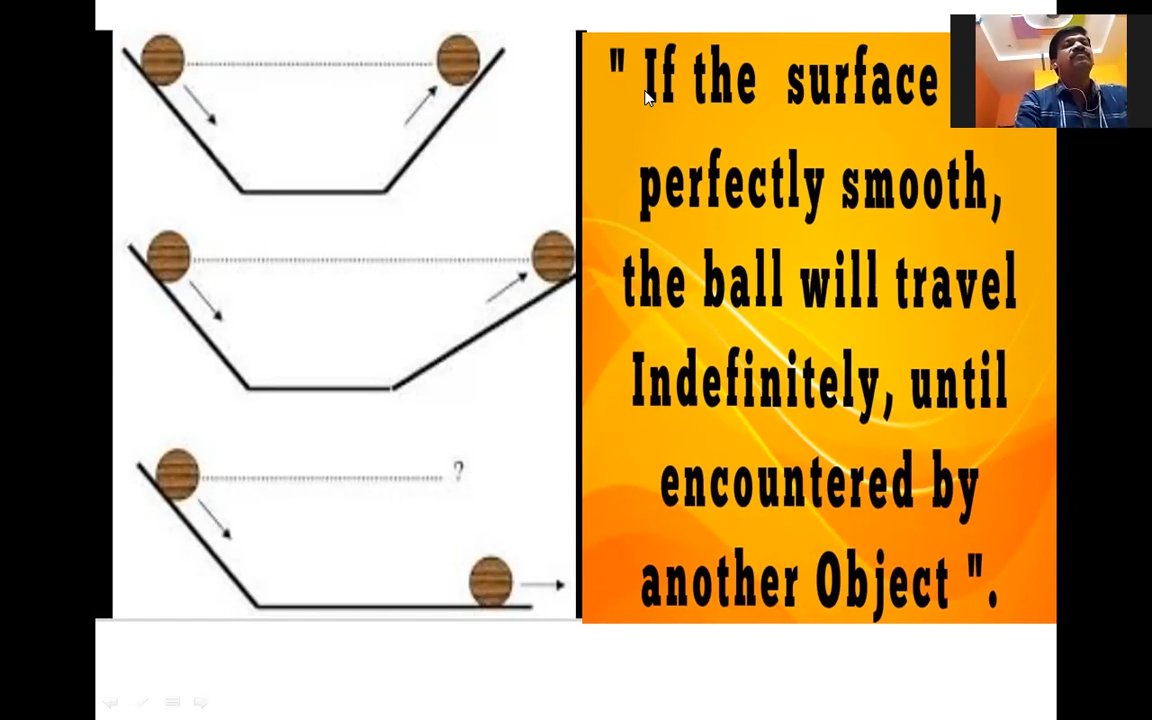 ?
" If the surface
perfectly smooth,
the ball will travel
Indefinitely, until
encountered by
another Object ".